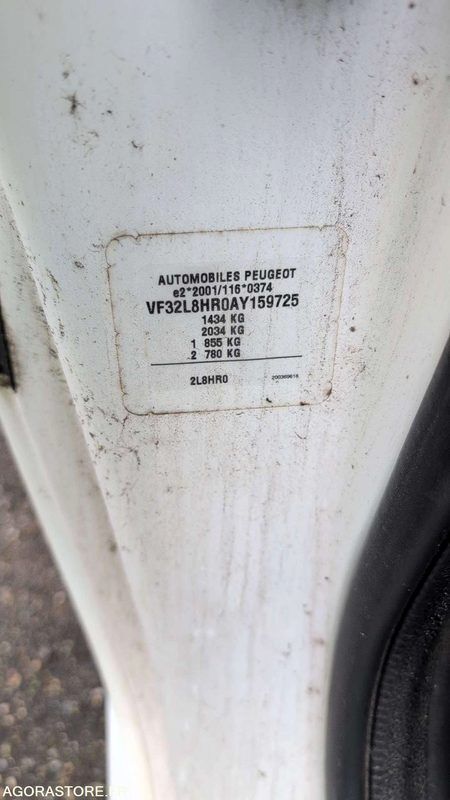 AUTOMOBILES PEUGEOT
e2*2001/116*0374
VF32L8HR0AY159725
1434 KG
2034 KG
1 855 KG
2 780 KG
2L8HR0
AGORASTORE.FR